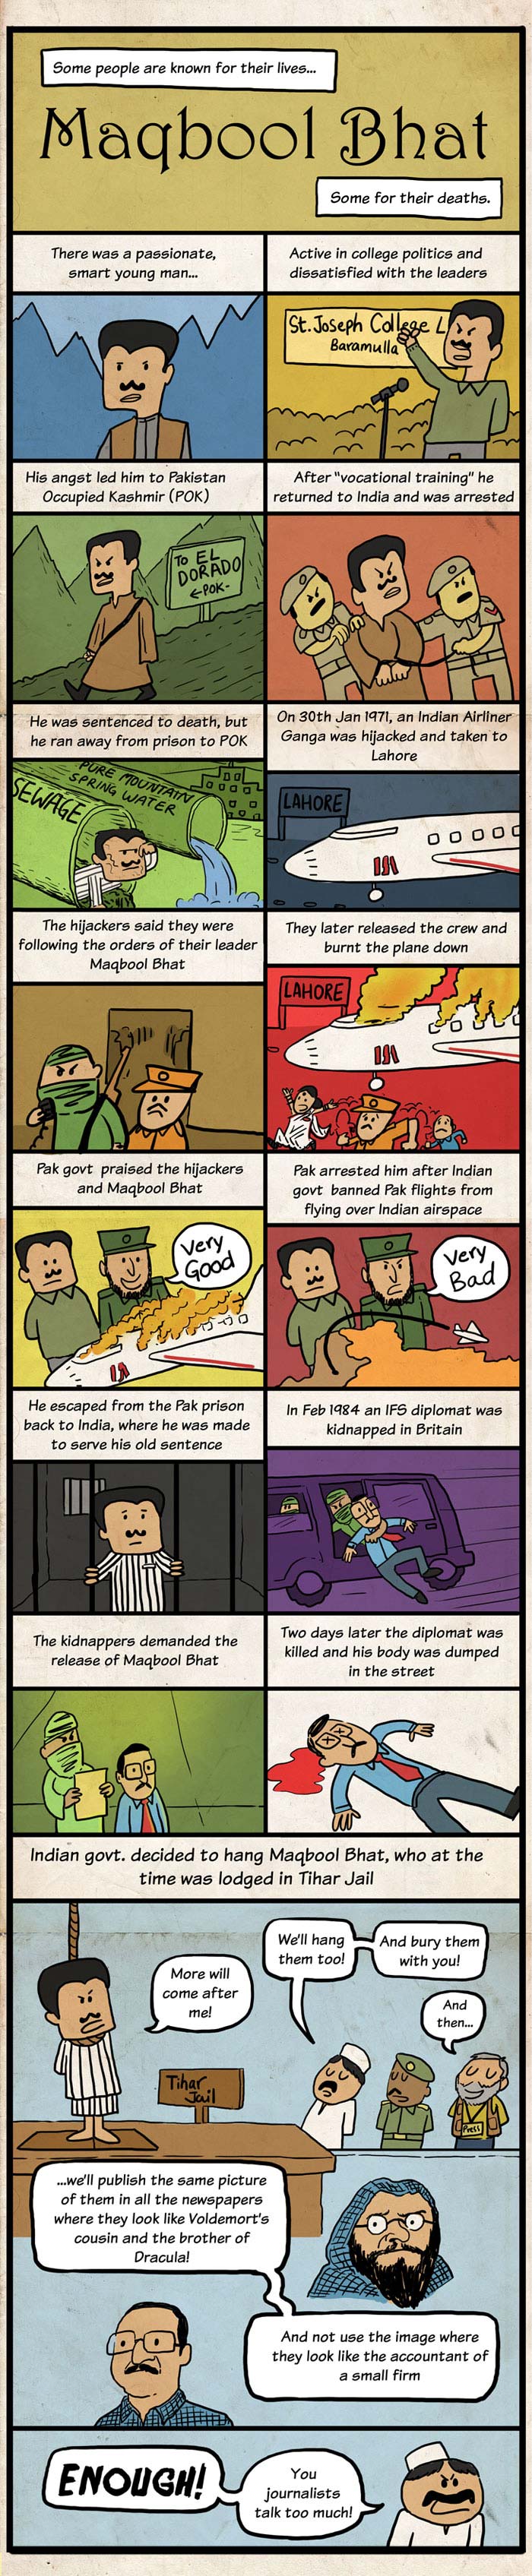 Some people are known for their lives...
Maqbool Bhat
Some for their deaths.
There was a passionate,
smart young man...
Active in college politics and
dissatisfied with the leaders
St. Joseph College L
Baramulla
His angst led him to Pakistan
Occupied Kashmir (POK)
After "vocational training" he
returned to India and was arrested
TO EL
DORADO
←POK-
He was sentenced to death, but
he ran away from prison to POK
On 30th Jan 1971, an Indian Airliner
Ganga was hijacked and taken to
Lahore
PURE MOUNTAIN
SPRING WATER
SEWAGE
LAHORE
The hijackers said they were
following the orders of their leader
Maqbool Bhat
They later released the crew and
burnt the plane down
LAHORE
Pak govt praised the hijackers
and Maqbool Bhat
Pak arrested him after Indian
govt banned Pak flights from
flying over Indian airspace
Very
Good
Very
Bad
He escaped from the Pak prison
back to India, where he was made
to serve his old sentence
In Feb 1984 an IFS diplomat was
kidnapped in Britain
The kidnappers demanded the
release of Maqbool Bhat
Two days later the diplomat was
killed and his body was dumped
in the street
Indian govt. decided to hang Maqbool Bhat, who at the
time was lodged in Tihar Jail
More will
come after
me!
We'll hang
them too!
And bury them
with you!
And
then...
Tihar
Jail
Press
...we'll publish the same picture
of them in all the newspapers
where they look like Voldemort's
cousin and the brother of
Dracula!
And not use the image where
they look like the accountant of
a small firm
ENOUGH!
You
journalists
talk too much!